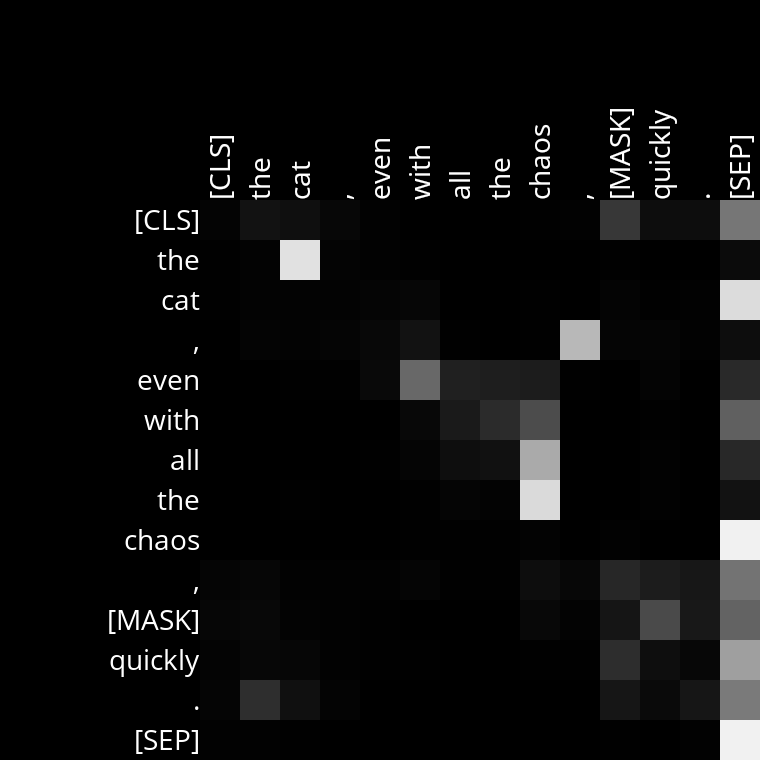 [CLS] the cat , even with all the chaos , [MASK] quickly . [SEP]
[CLS]
the
cat
,
even
with
all
the
chaos
,
[MASK]
quickly
.
[SEP]